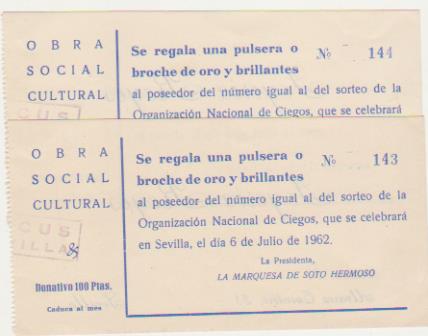 OBRA
SOCIAL
CULTURAL
Se regala una pulsera o
broche de oro y brillantes
Nº 144
al poseedor del número igual al del sorteo de la
Organización Nacional de Ciegos, que se celebrará
CUS
OBRA
SOCIAL
CULTURAL
Se regala una pulsera o
broche de oro y brillantes
Nº 143
al poseedor del número igual al del sorteo de la
Organización Nacional de Ciegos, que se celebrará
en Sevilla, el día 6 de Julio de 1962.
CUS
ILLA
Donativo 100 Ptas.
Caduca al mes
La Presidenta,
LA MARQUESA DE SOTO HERMOSO